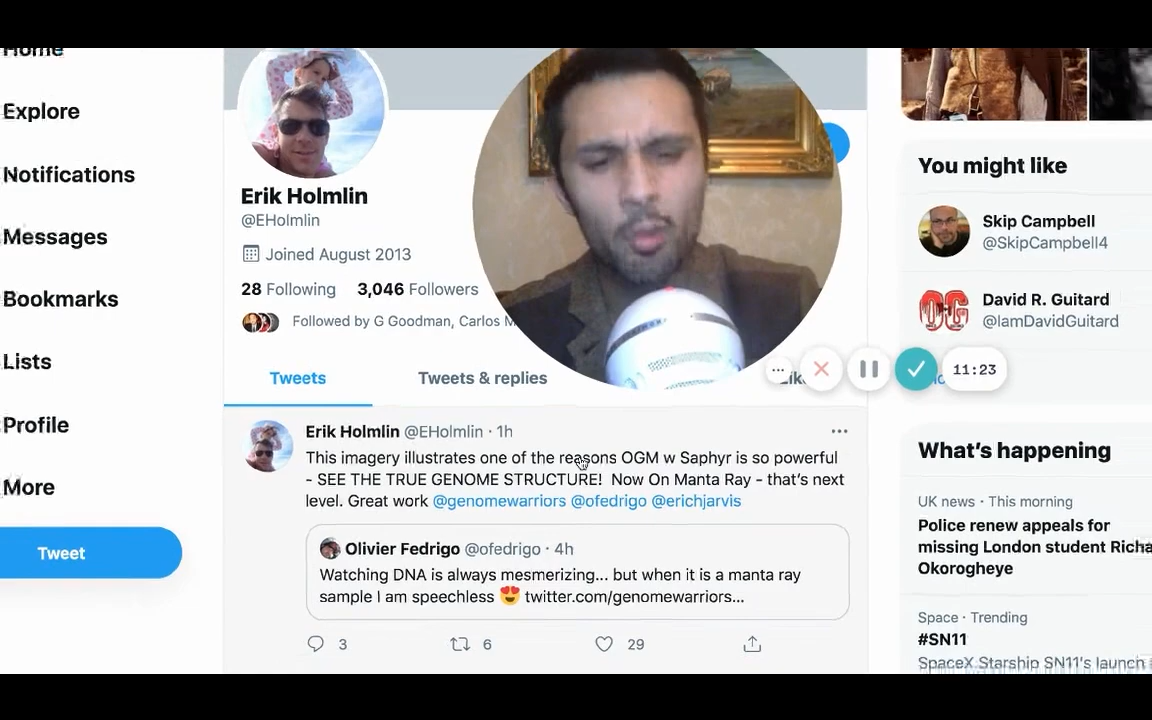 Home
Explore
Notifications
Messages
Bookmarks
Lists
Profile
More
Tweet
Erik Holmlin
@EHolmlin
Joined August 2013
28 Following 3,046 Followers
Followed by G Goodman, Carlos
Tweets Tweets & replies
Erik Holmlin @EHolmlin · 1h
This imagery illustrates one of the reasons OGM w Saphyr is so powerful
- SEE THE TRUE GENOME STRUCTURE! Now On Manta Ray - that's next
level. Great work @genomewarriors @ofedrigo @erichjarvis
Olivier Fedrigo @ofedrigo · 4h
Watching DNA is always mesmerizing... but when it is a manta ray
sample I am speechless 😍 twitter.com/genomewarriors...
3 6 29
11:23
You might like
Skip Campbell
@SkipCampbell4
OG
David R. Guitard
@IamDavidGuitard
What's happening
UK news · This morning
Police renew appeals for
missing London student Richa
Okorogheye
Space · Trending
#SN11
SpaceX Starship SN11's launch